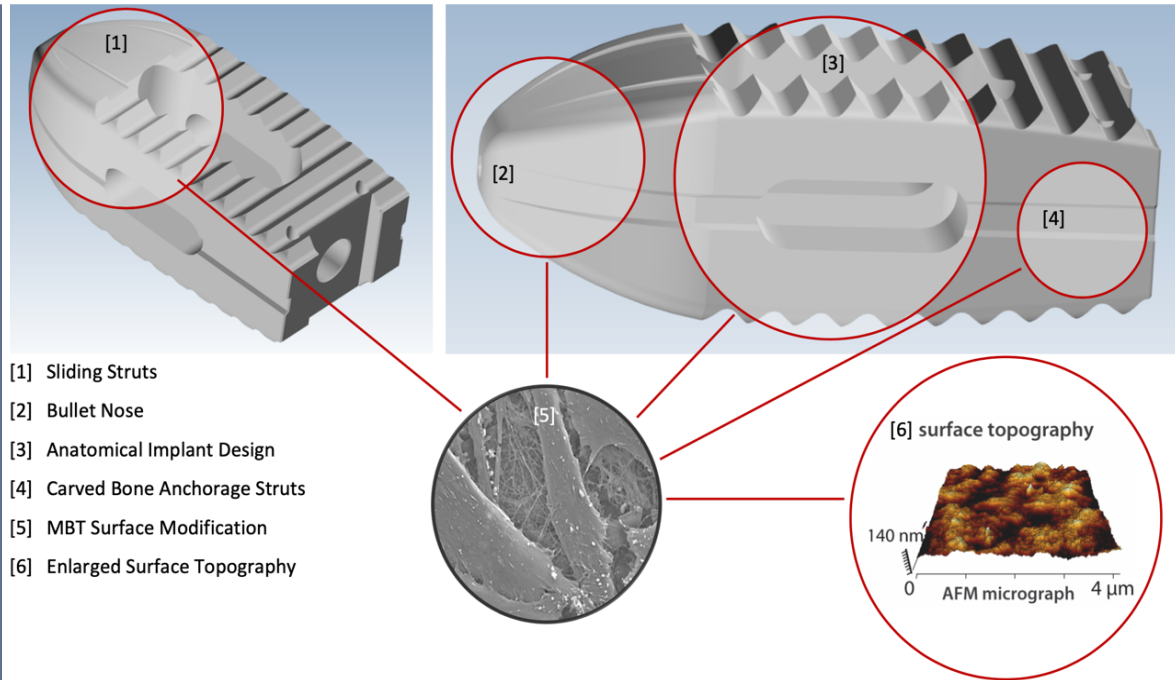 [1]
[2]
[3]
[4]
[1] Sliding Struts
[2] Bullet Nose
[3] Anatomical Implant Design
[4] Carved Bone Anchorage Struts
[5] MBT Surface Modification
[6] Enlarged Surface Topography
[5]
[6] surface topography
140 nm
0
4 µm
AFM micrograph